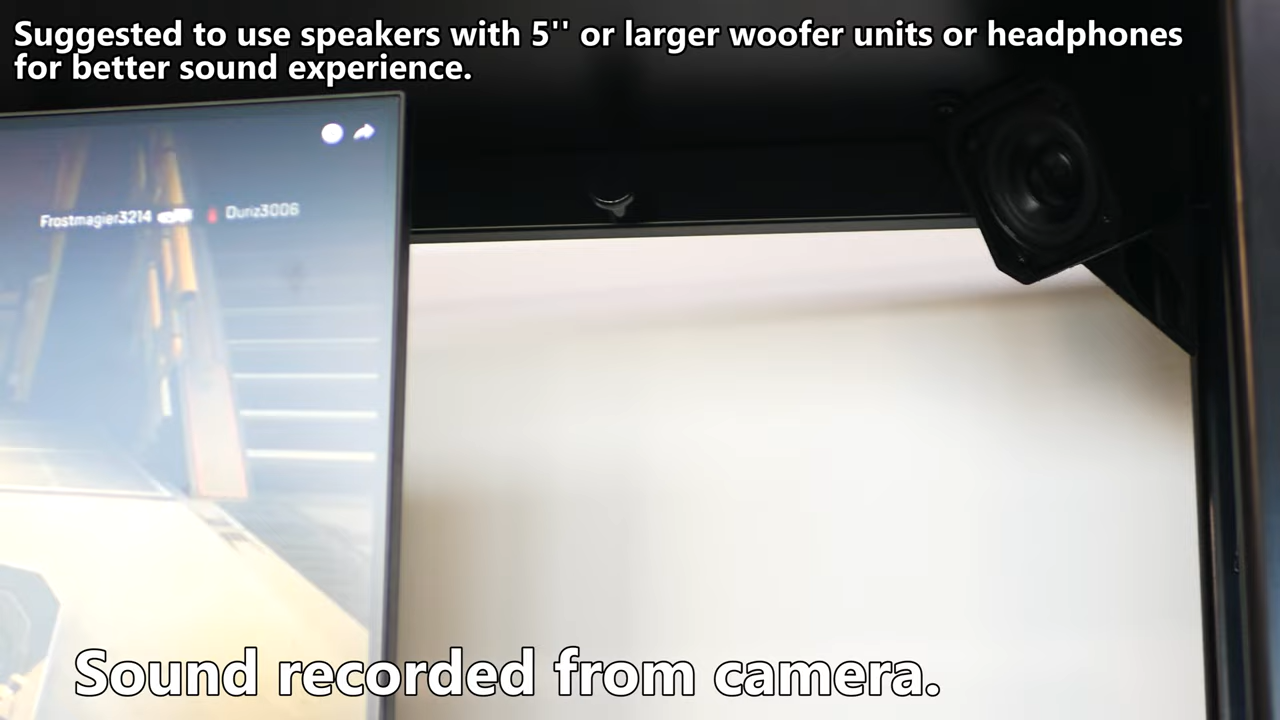 Suggested to use speakers with 5'' or larger woofer units or headphones
for better sound experience.
Frostmagier3214 Duriz3006
Sound recorded from camera.